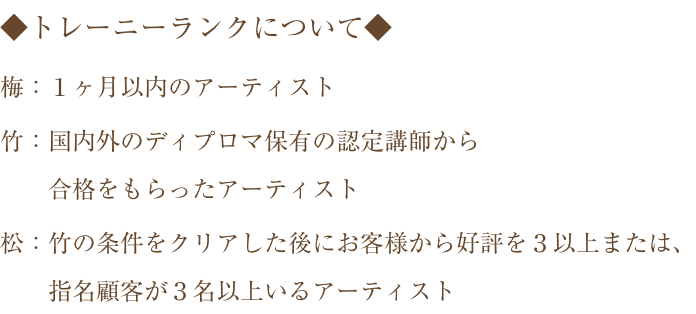 ◆トレーニーランクについて◆
梅：１ヶ月以内のアーティスト
竹：国内外のディプロマ保有の認定講師から
合格をもらったアーティスト
松：竹の条件をクリアした後にお客様から好評を３以上または、
指名顧客が３名以上いるアーティスト